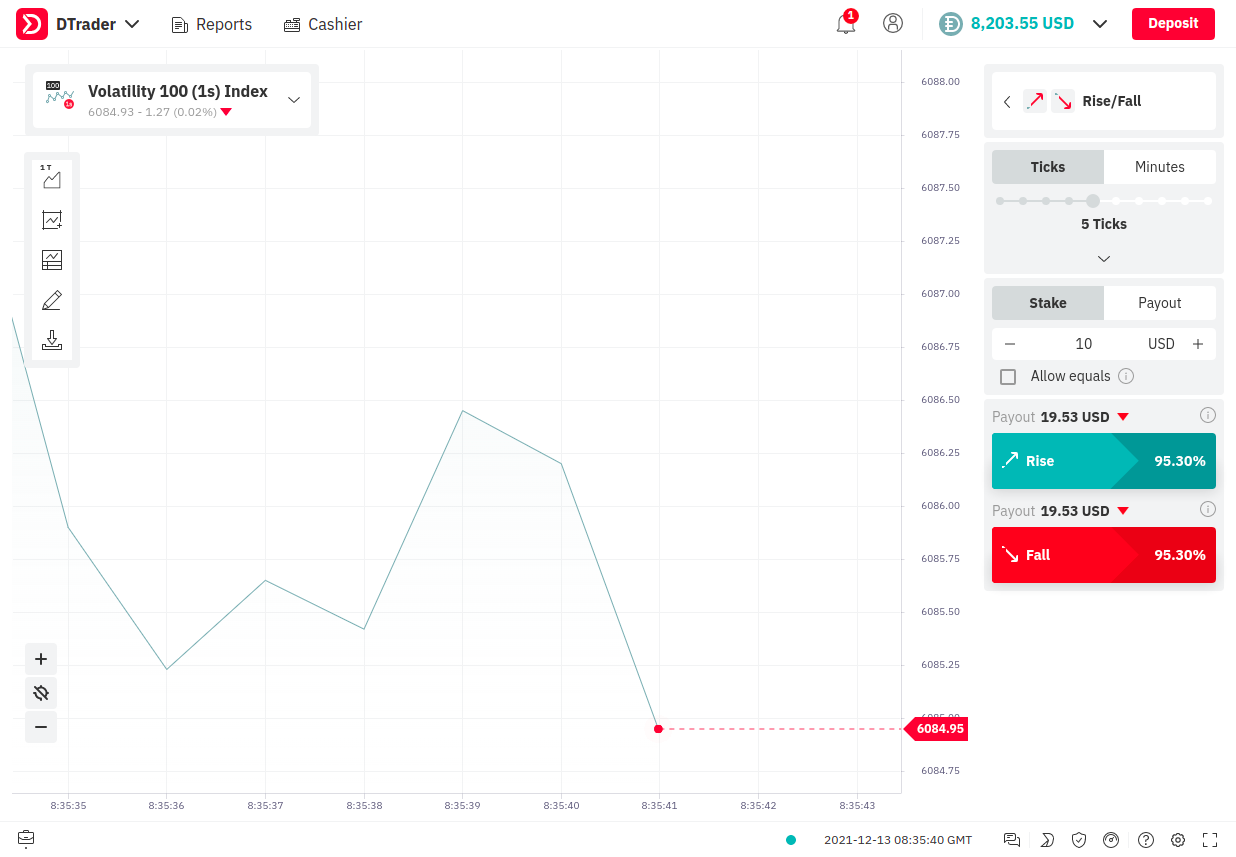 DTrader
Reports
Cashier
1
8,203.55 USD
Deposit
100
1s
Volatility 100 (1s) Index
6084.93 - 1.27 (0.02%)
1 T
6088.00
6087.75
6087.50
6087.25
6087.00
6086.75
6086.50
6086.25
6086.00
6085.75
6085.50
6085.25
6085.00
6084.95
6084.75
8:35:35
8:35:36
8:35:37
8:35:38
8:35:39
8:35:40
8:35:41
8:35:42
8:35:43
Rise/Fall
Ticks
Minutes
5 Ticks
Stake
Payout
10
USD
Allow equals
Payout 19.53 USD
Rise
95.30%
Payout 19.53 USD
Fall
95.30%
2021-12-13 08:35:40 GMT